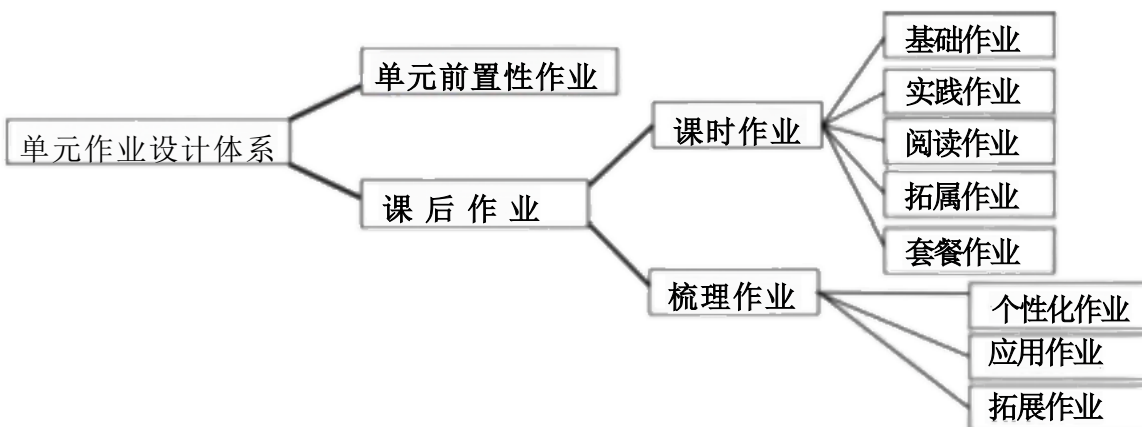 单元作业设计体系
单元前置性作业
课后作业
课时作业
基础作业
实践作业
阅读作业
拓属作业
套餐作业
梳理作业
个性化作业
应用作业
拓展作业